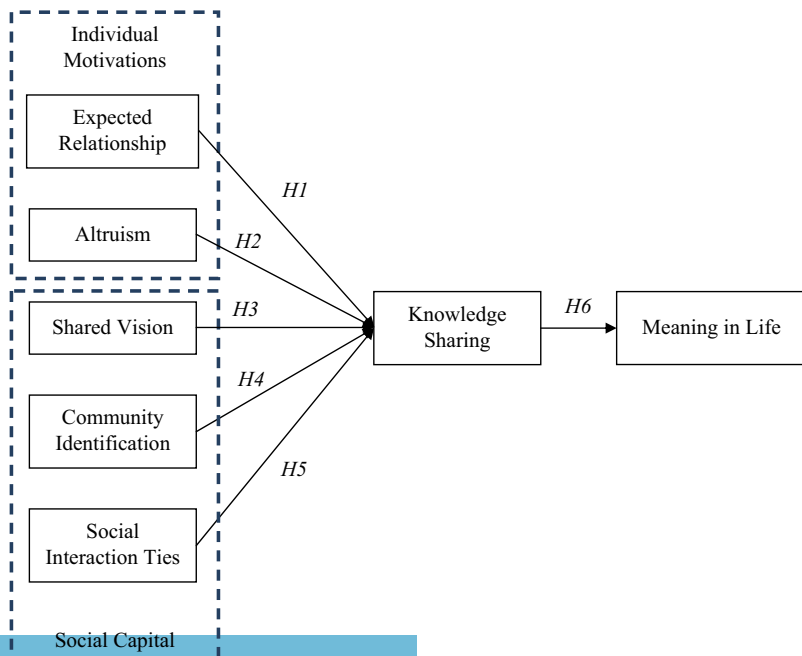 Individual
Motivations
Expected
Relationship
H1
Altruism
H2
Shared Vision
H3
Knowledge
Sharing
H6
Meaning in Life
H4
Community
Identification
H5
Social
Interaction Ties
Social Capital